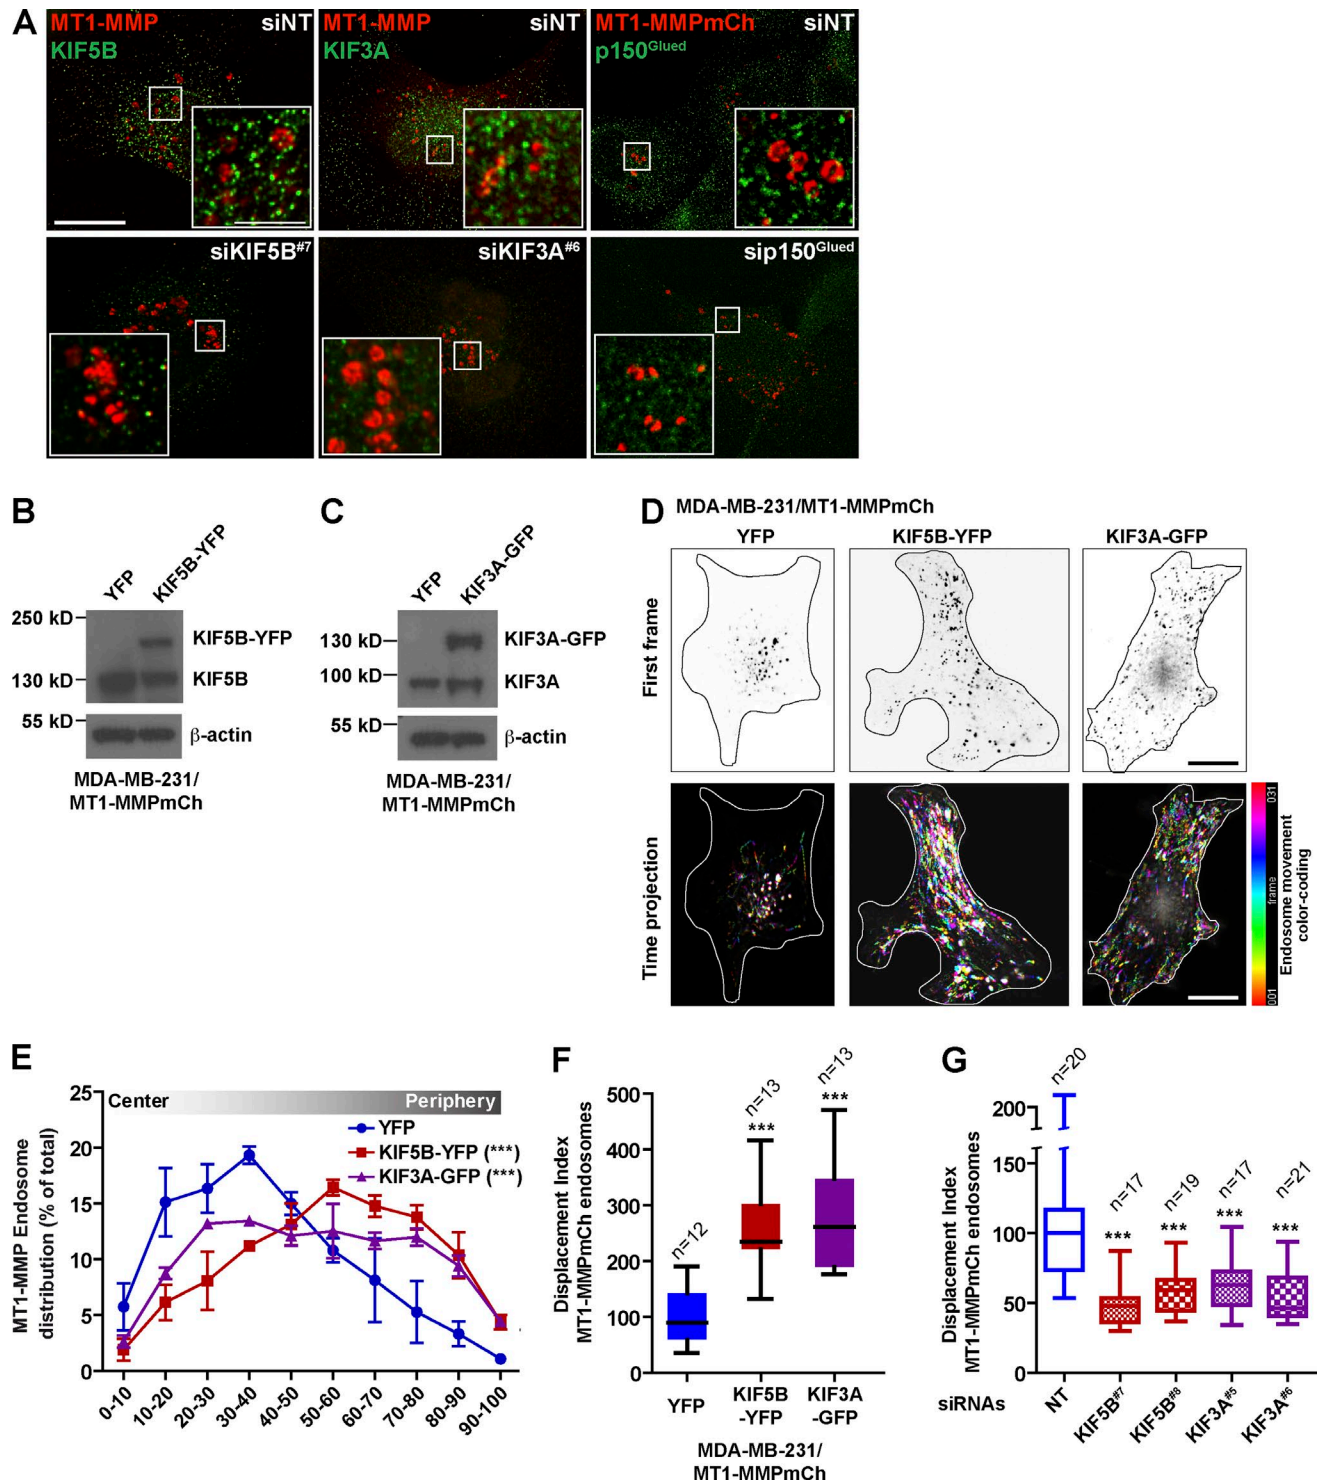 A
MT1-MMP siNT
KIF5B
MT1-MMP siNT
KIF3A
MT1-MMPmCh siNT
p150Glued
siKIF5B#7
siKIF3A#6
sip150Glued
B
YFP
KIF5B-YFP
250 kD
KIF5B-YFP
130 kD
KIF5B
55 kD
β-actin
MDA-MB-231/
MT1-MMPmCh
C
YFP
KIF3A-GFP
130 kD
KIF3A-GFP
100 kD
KIF3A
55 kD
β-actin
MDA-MB-231/
MT1-MMPmCh
D
MDA-MB-231/MT1-MMPmCh
YFP
KIF5B-YFP
KIF3A-GFP
First frame
Time projection
001 frame 031
Endosome movement
color-coding
E
MT1-MMP Endosome
distribution (% of total)
25
20
15
10
5
0
Center Periphery
YFP
KIF5B-YFP (***)
KIF3A-GFP (***)
0-10 10-20 20-30 30-40 40-50 50-60 60-70 70-80 80-90 90-100
F
Displacement Index
MT1-MMPmCh endosomes
500
400
300
200
100
0
n=12
n=13
***
n=13
***
YFP
KIF5B
-YFP
KIF3A
-GFP
MDA-MB-231/
MT1-MMPmCh
G
Displacement Index
MT1-MMPmCh endosomes
200
150
100
50
0
n=20
n=17
***
n=19
***
n=17
***
n=21
***
siRNAs
NT
KIF5B#7
KIF5B#8
KIF3A#5
KIF3A#6